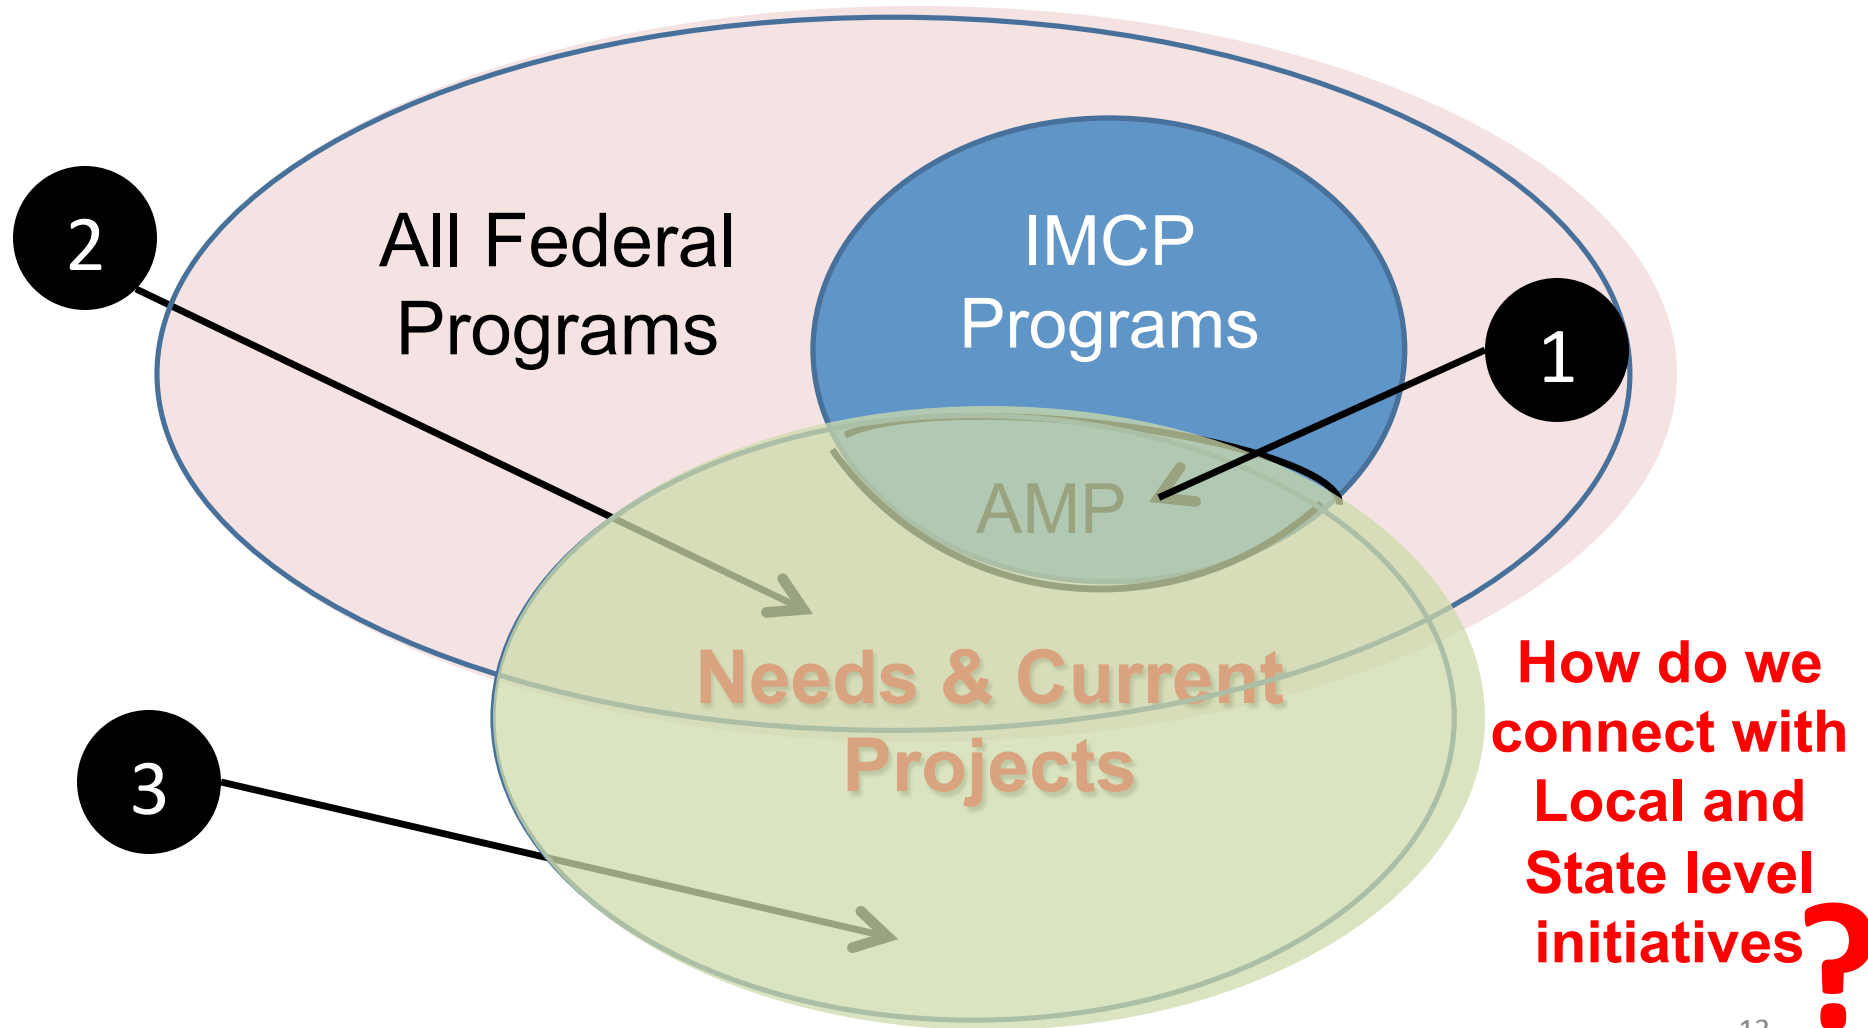 All Federal
Programs
IMCP
Programs
2
1
AMP
Needs & Current
Projects
3
How do we
connect with
Local and
State level
initiatives?